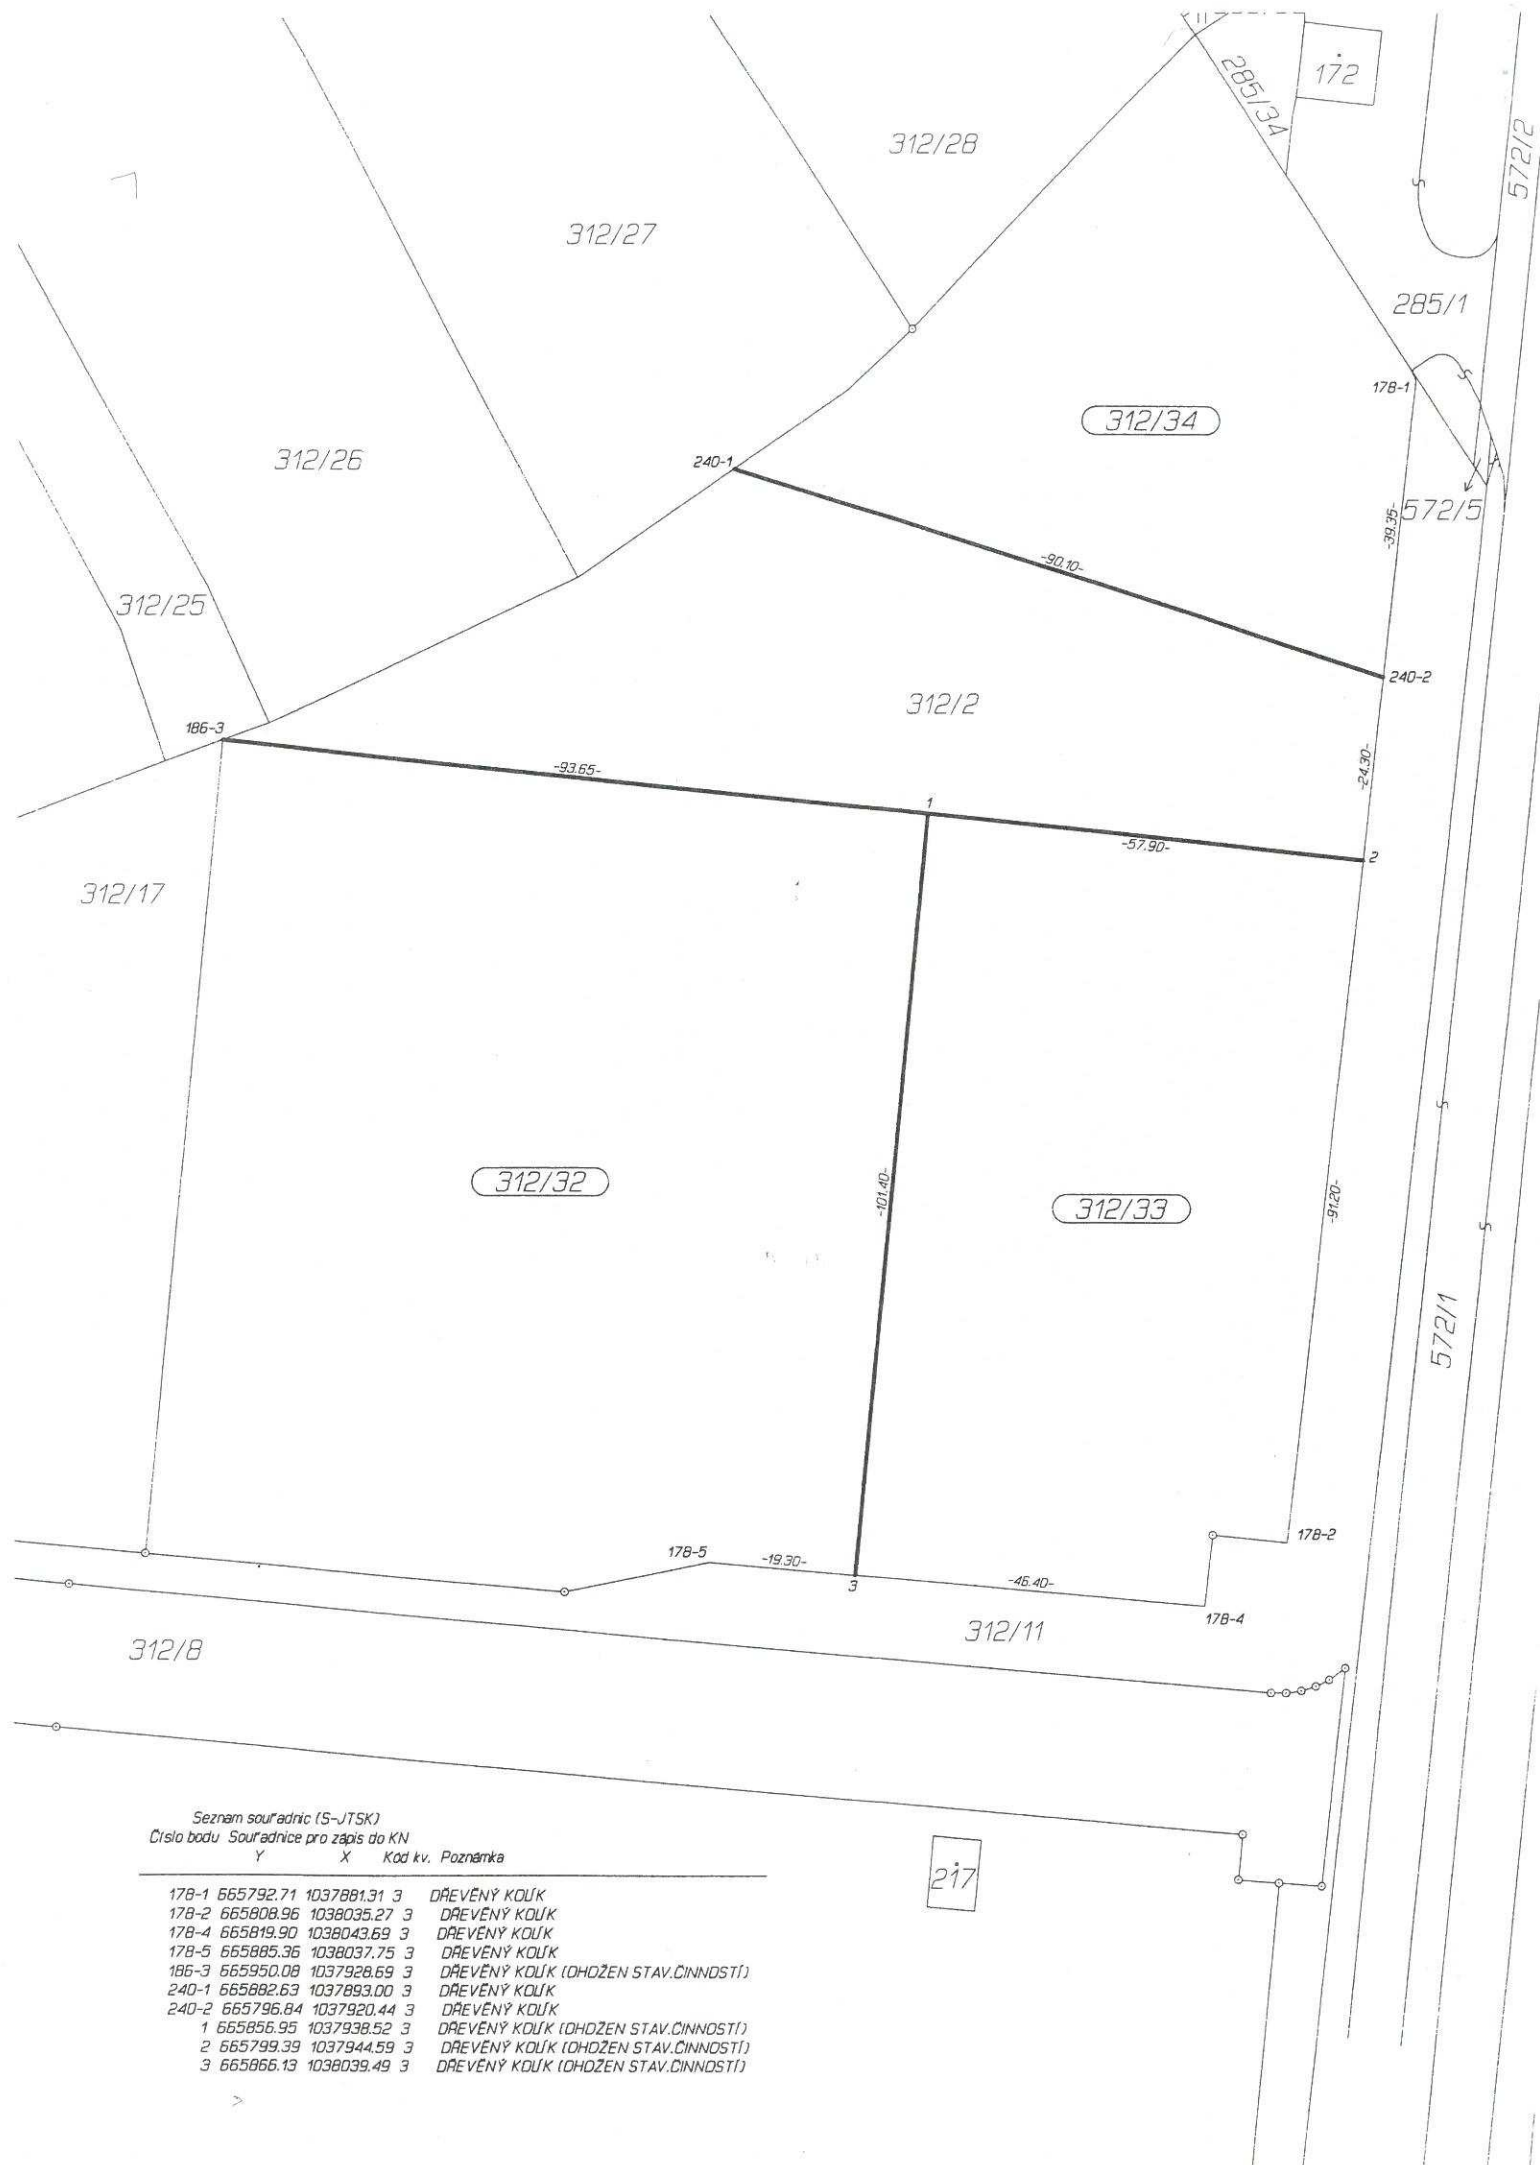 172
285/34
572/2
312/28
312/27
285/1
178-1
312/34
312/26
240-1
572/5
-39.35-
-90.10-
312/25
240-2
312/2
186-3
-24.30-
-93.65-
1
-57.90-
2
312/17
312/32
-101.40-
312/33
-91.20-
572/1
178-2
178-5
-19.30-
3
-46.40-
178-4
312/11
312/8
217
Seznam souřadnic (S-JTSK)
Číslo bodu Souřadnice pro zápis do KN
Y X Kód kv. Poznámka
178-1 665792.71 1037881.31 3 DŘEVĚNÝ KOLÍK
178-2 665808.96 1038035.27 3 DŘEVĚNÝ KOLÍK
178-4 665819.90 1038043.69 3 DŘEVĚNÝ KOLÍK
178-5 665885.36 1038037.75 3 DŘEVĚNÝ KOLÍK
186-3 665950.08 1037928.69 3 DŘEVĚNÝ KOLÍK (OHOŽEN STAV.ČINNOSTÍ)
240-1 665882.63 1037893.00 3 DŘEVĚNÝ KOLÍK
240-2 665796.84 1037920.44 3 DŘEVĚNÝ KOLÍK
1 665856.95 1037938.52 3 DŘEVĚNÝ KOLÍK (OHOŽEN STAV.ČINNOSTÍ)
2 665799.39 1037944.59 3 DŘEVĚNÝ KOLÍK (OHOŽEN STAV.ČINNOSTÍ)
3 665866.13 1038039.49 3 DŘEVĚNÝ KOLÍK (OHOŽEN STAV.ČINNOSTÍ)